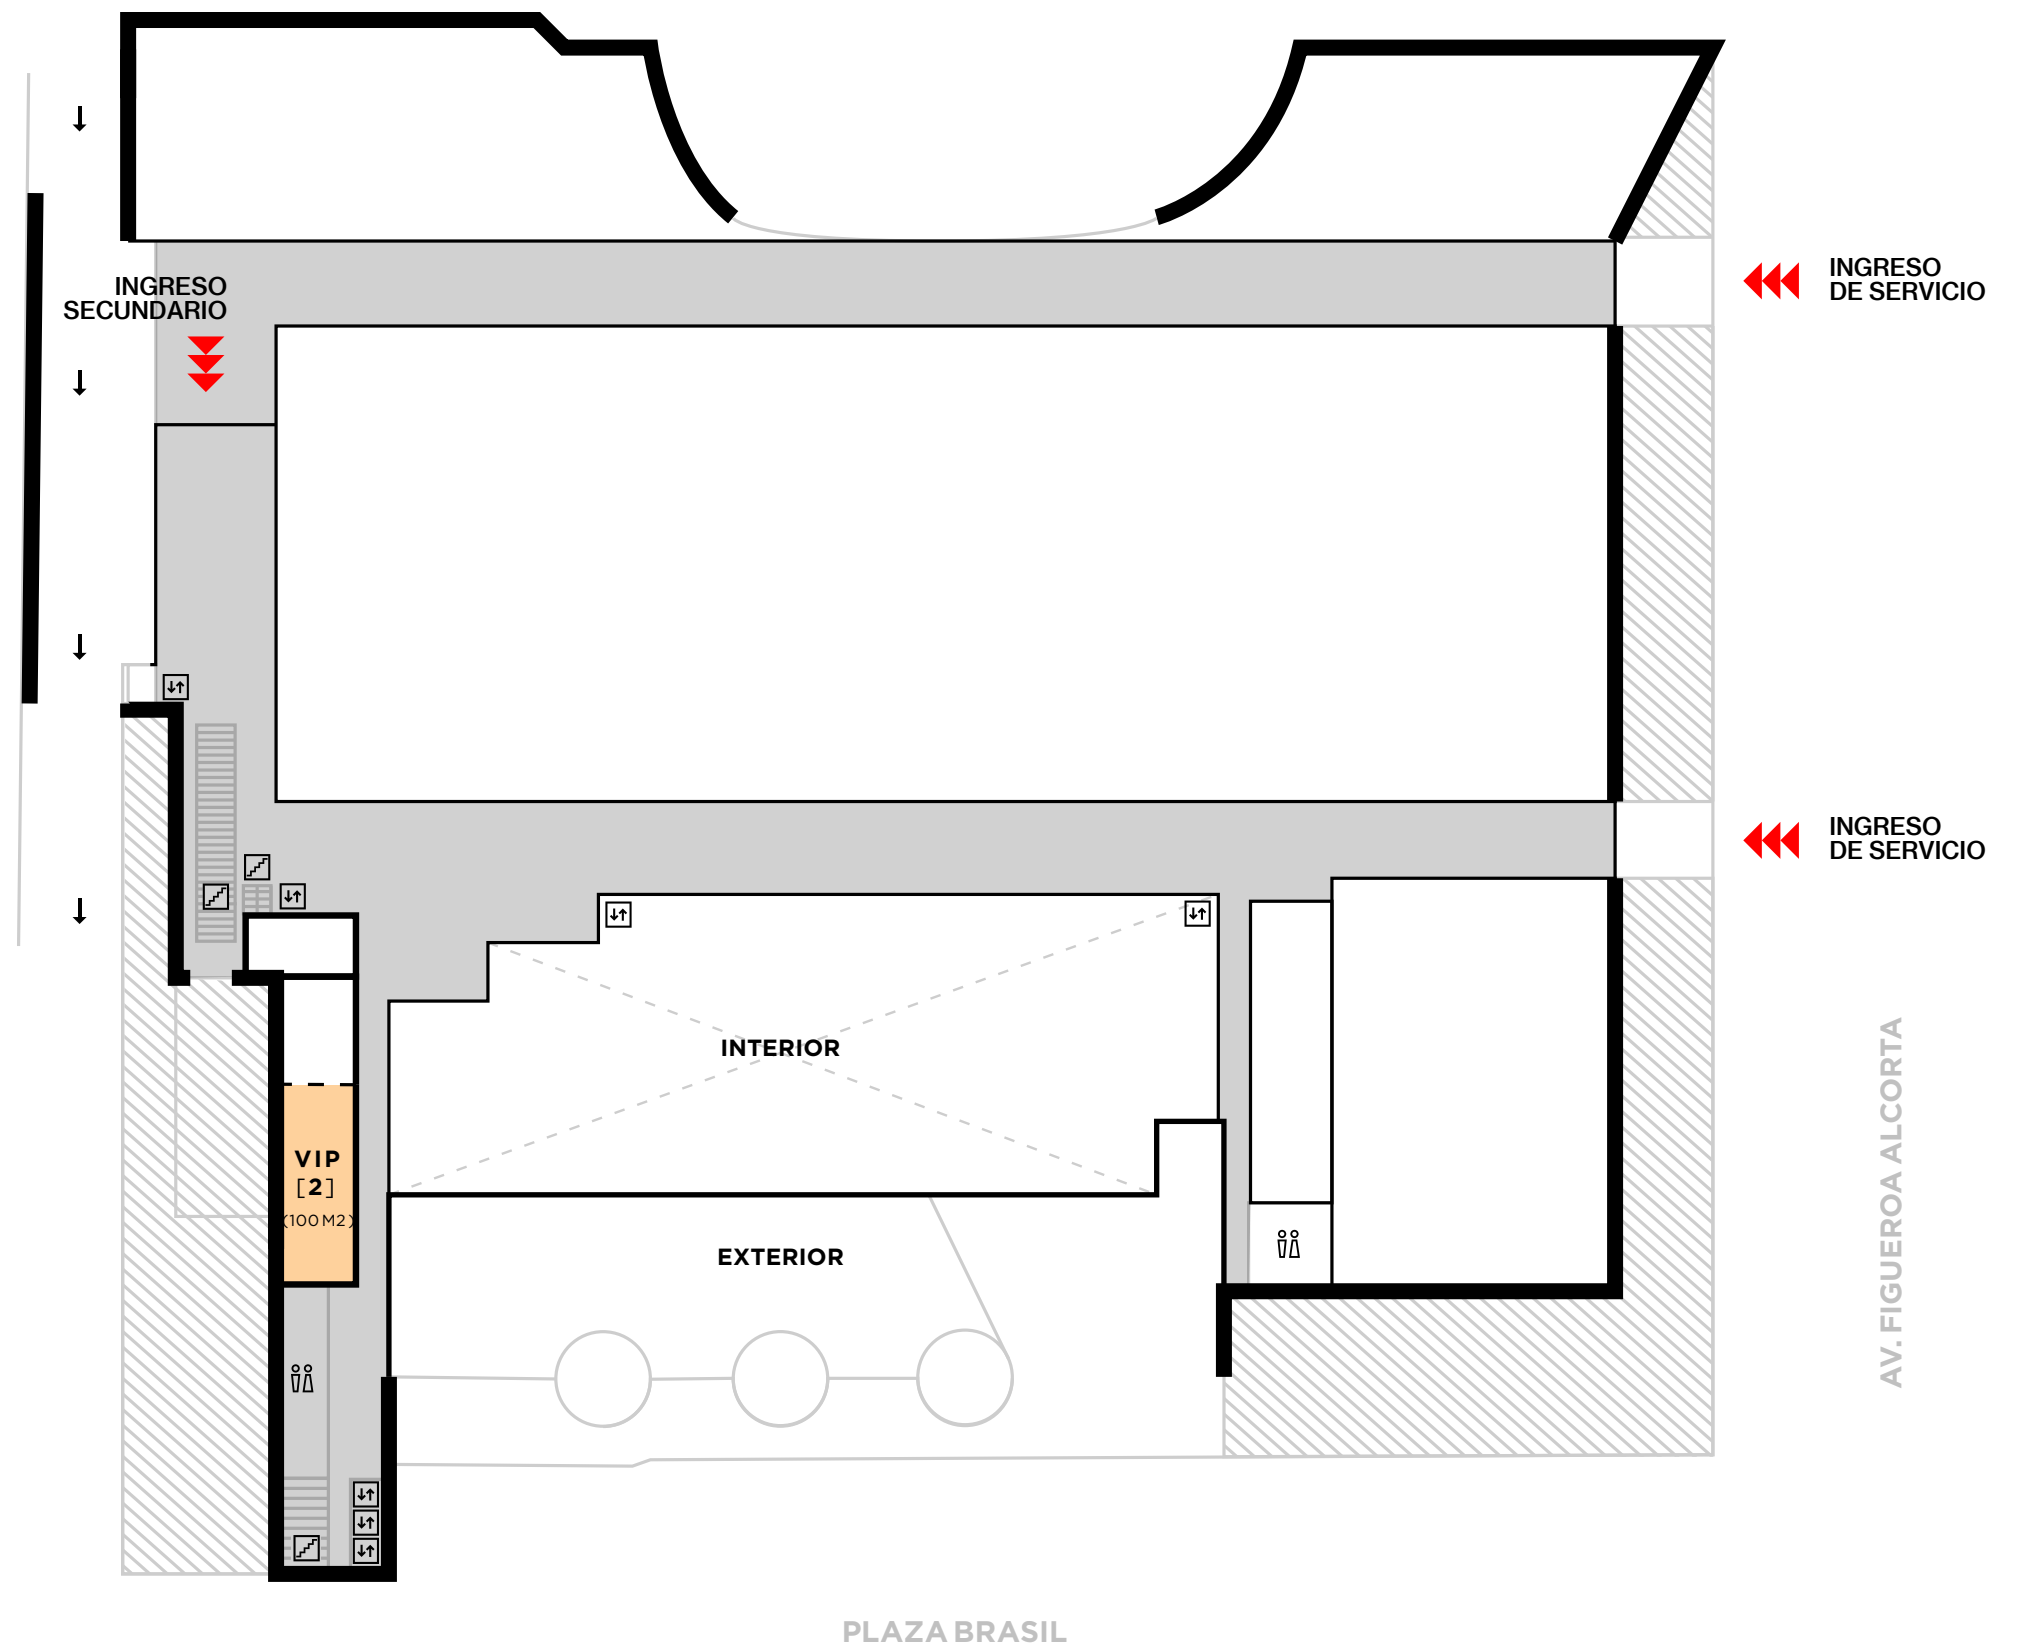 INGRESO
SECUNDARIO
INGRESO
DE SERVICIO
INGRESO
DE SERVICIO
INTERIOR
VIP
[2]
(100 M2)
EXTERIOR
AV. FIGUEROA ALCORTA
PLAZA BRASIL